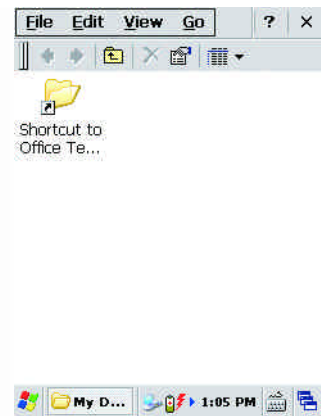 File Edit View Go ? ×
Shortcut to
Office Te...
My D... 1:05 PM